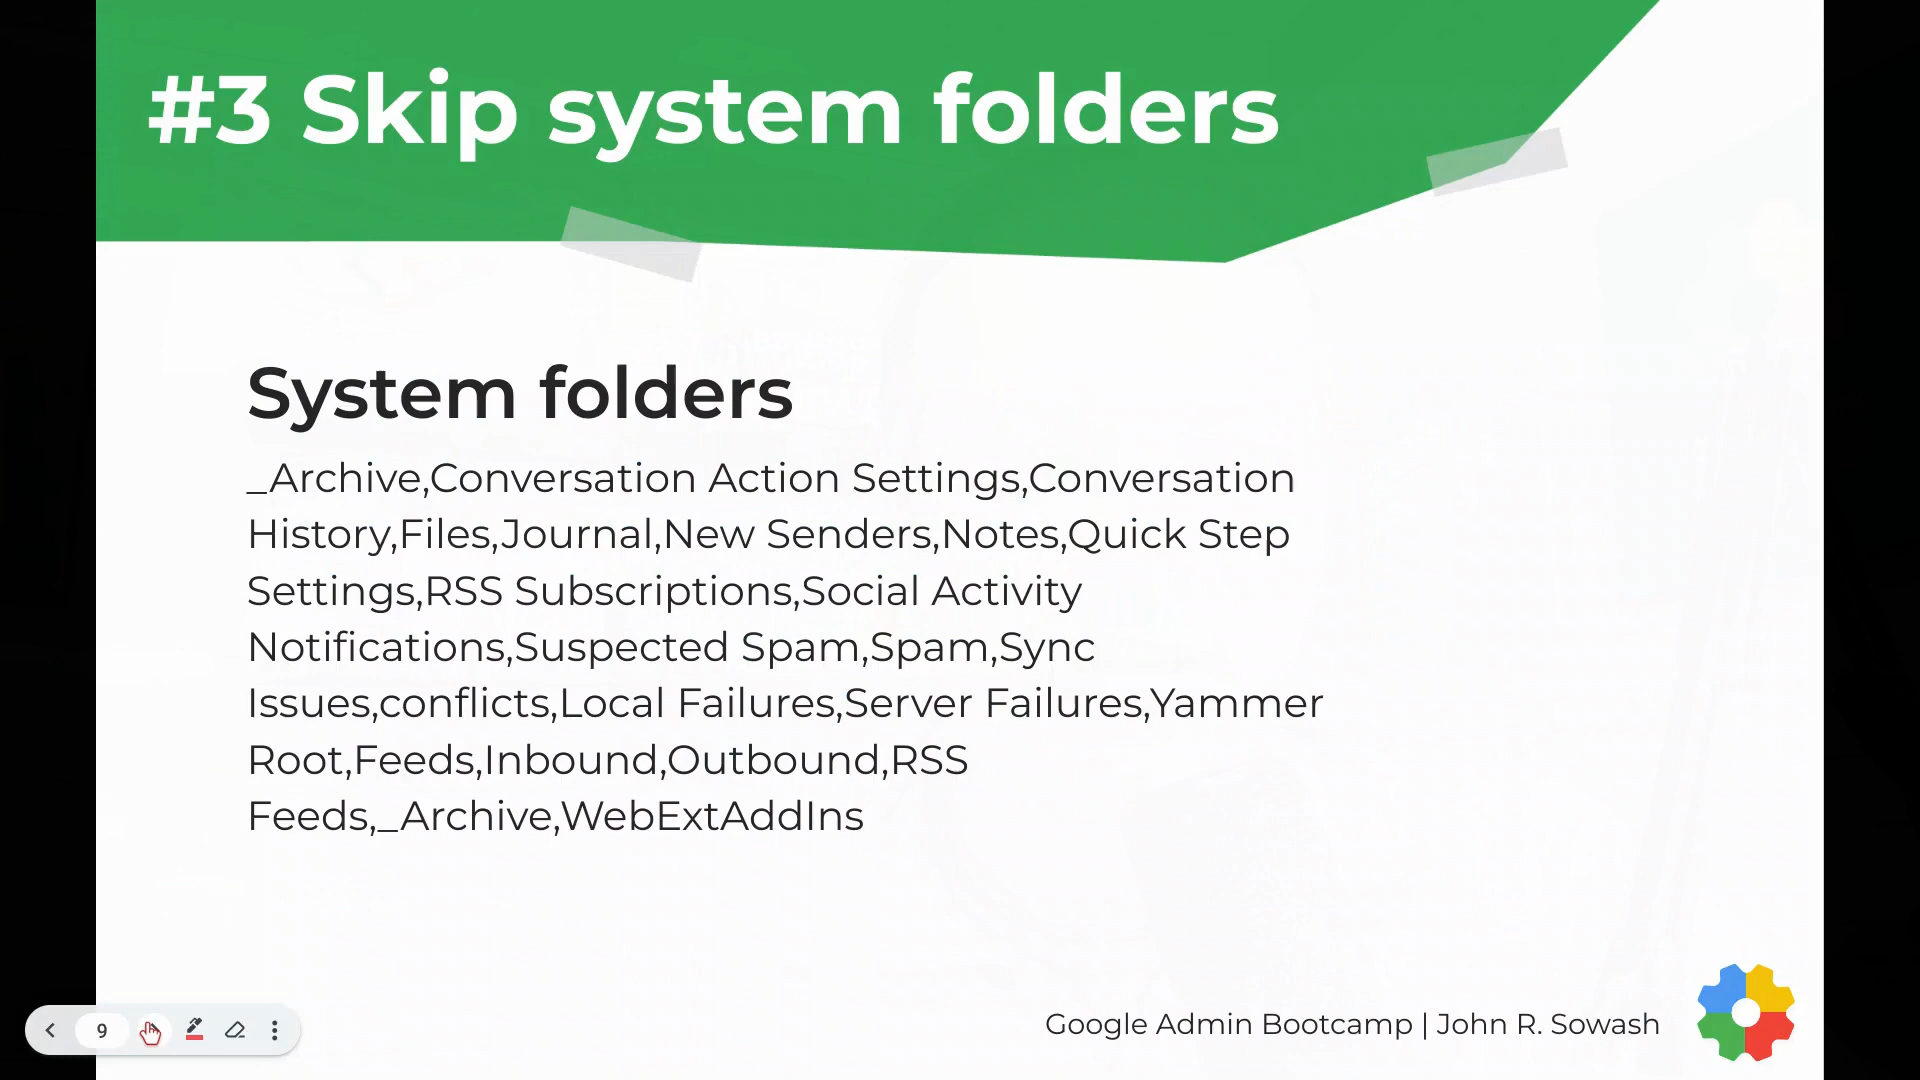 #3 Skip system folders
System folders
_Archive,Conversation Action Settings,Conversation
History,Files,Journal,New Senders,Notes,Quick Step
Settings,RSS Subscriptions,Social Activity
Notifications,Suspected Spam,Spam,Sync
Issues,conflicts,Local Failures,Server Failures,Yammer
Root,Feeds,Inbound,Outbound,RSS
Feeds,_Archive,WebExtAddIns
Google Admin Bootcamp | John R. Sowash
9